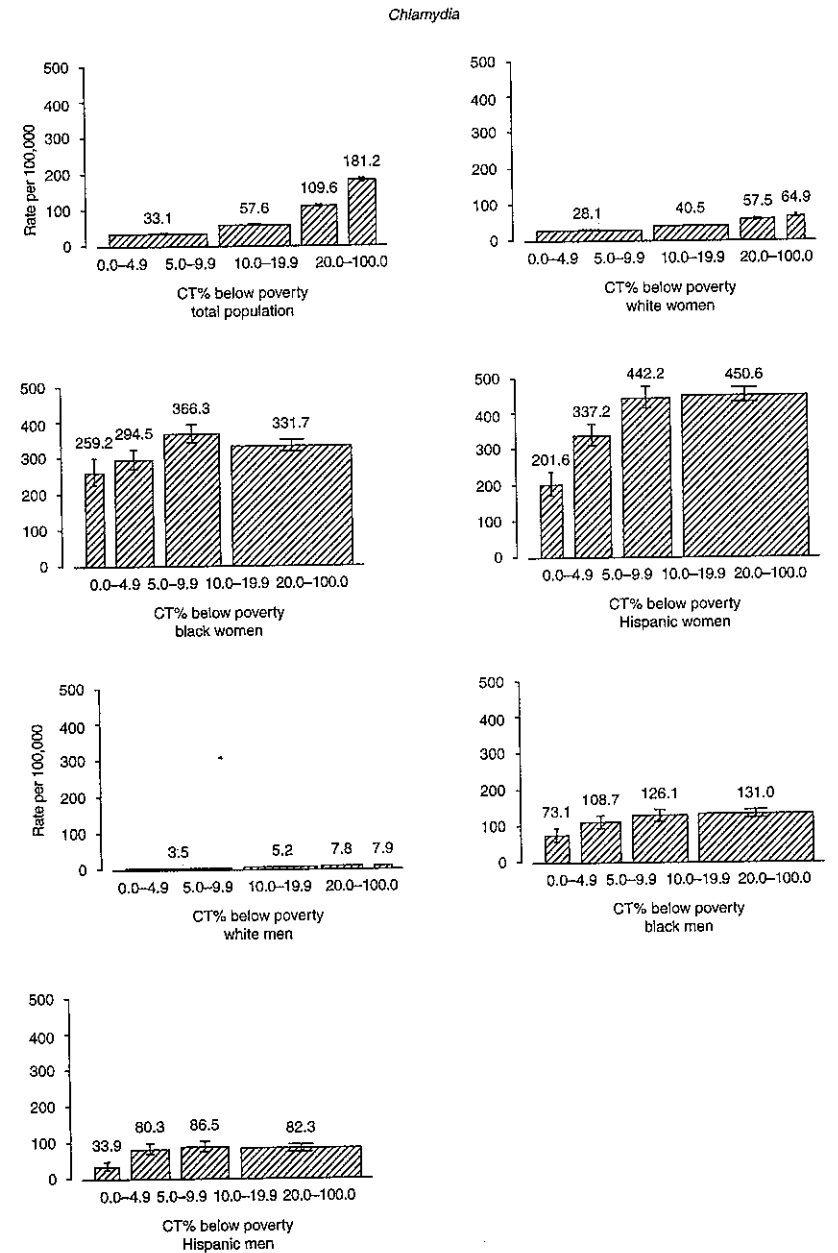 Chlamydia
500
400
300
200
100
0
Rate per 100,000
33.1
57.6
109.6
181.2
0.0–4.9 5.0–9.9 10.0–19.9 20.0–100.0
CT% below poverty
total population
500
400
300
200
100
0
28.1
40.5
57.5
64.9
0.0–4.9 5.0–9.9 10.0–19.9 20.0–100.0
CT% below poverty
white women
500
400
300
200
100
0
259.2
294.5
366.3
331.7
0.0–4.9 5.0–9.9 10.0–19.9 20.0–100.0
CT% below poverty
black women
500
400
300
200
100
0
201.6
337.2
442.2
450.6
0.0–4.9 5.0–9.9 10.0–19.9 20.0–100.0
CT% below poverty
Hispanic women
500
400
300
200
100
0
Rate per 100,000
3.5
5.2
7.8
7.9
0.0–4.9 5.0–9.9 10.0–19.9 20.0–100.0
CT% below poverty
white men
500
400
300
200
100
0
73.1
108.7
126.1
131.0
0.0–4.9 5.0–9.9 10.0–19.9 20.0–100.0
CT% below poverty
black men
500
400
300
200
100
0
33.9
80.3
86.5
82.3
0.0–4.9 5.0–9.9 10.0–19.9 20.0–100.0
CT% below poverty
Hispanic men